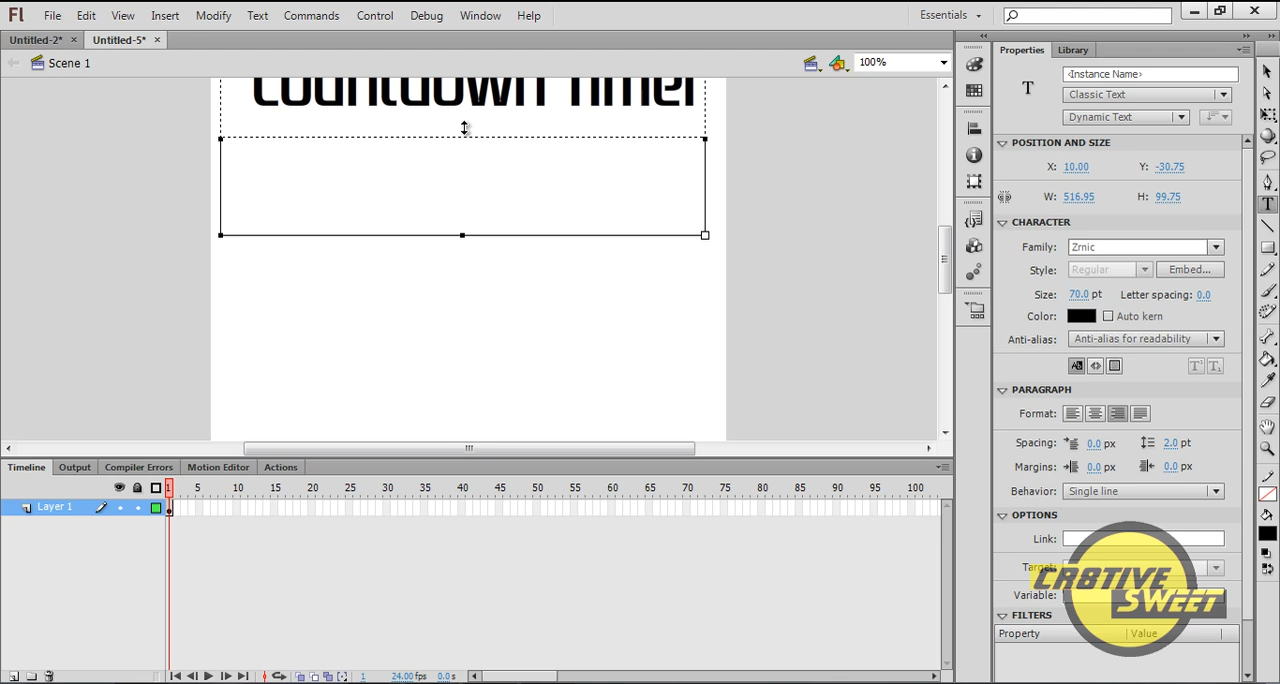 Fl File Edit View Insert Modify Text Commands Control Debug Window Help Essentials
Untitled-2* × Untitled-5* ×
Scene 1 100%
Countdown Timer
Properties Library
<Instance Name>
T Classic Text
Dynamic Text
POSITION AND SIZE
X: 10.00 Y: -30.75
W: 516.95 H: 99.75
CHARACTER
Family: Zrnic
Style: Regular Embed...
Size: 70.0 pt Letter spacing: 0.0
Color: Auto kern
Anti-alias: Anti-alias for readability
PARAGRAPH
Format:
Spacing: 0.0 px 2.0 pt
Margins: 0.0 px 0.0 px
Behavior: Single line
OPTIONS
Link:
Target:
Variable:
FILTERS
Property Value
CR8TIVE
SWEET
Timeline Output Compiler Errors Motion Editor Actions
1 5 10 15 20 25 30 35 40 45 50 55 60 65 70 75 80 85 90 95 100
Layer 1
1 24.00 fps 0.0 s